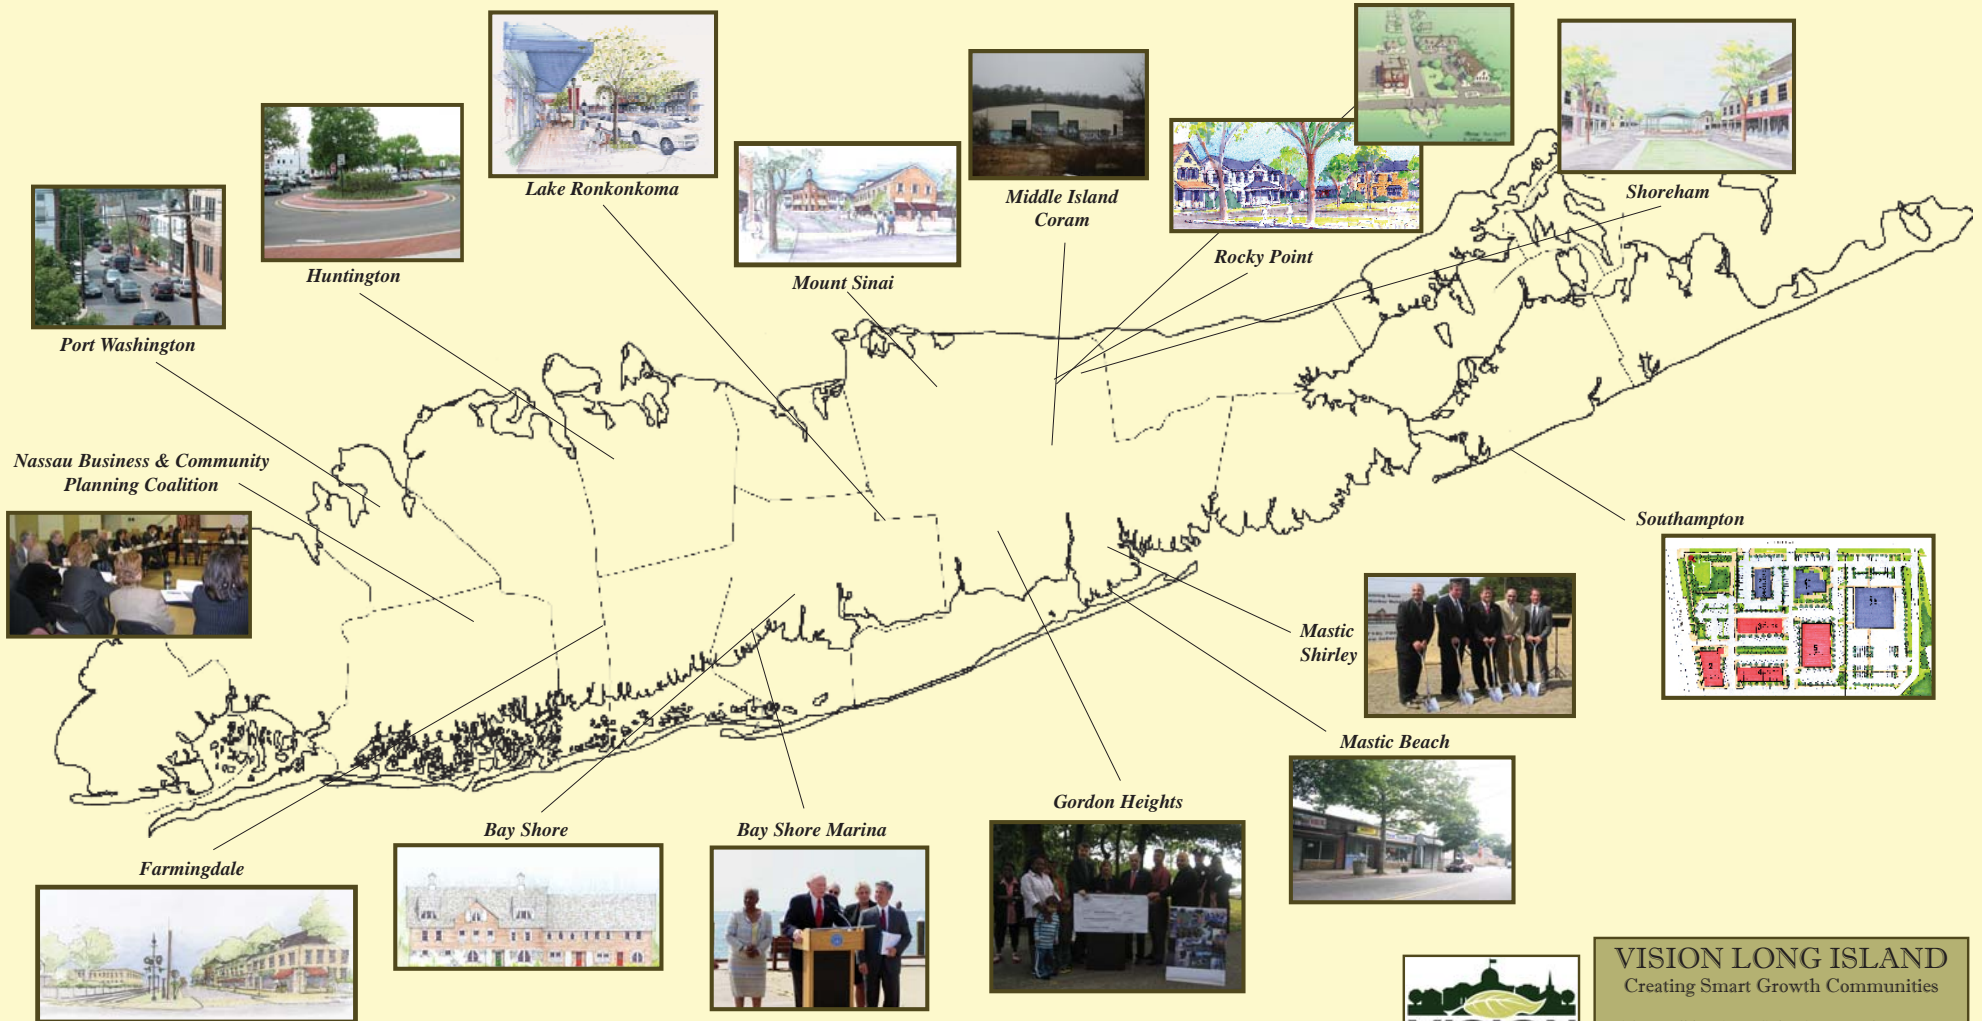 Lake Ronkonkoma
Middle Island
Coram
Shoreham
Rocky Point
Huntington
Mount Sinai
Port Washington
Nassau Business & Community
Planning Coalition
Southampton
Mastic
Shirley
Mastic Beach
Gordon Heights
Bay Shore
Bay Shore Marina
Farmingdale
VISION LONG ISLAND
Creating Smart Growth Communities